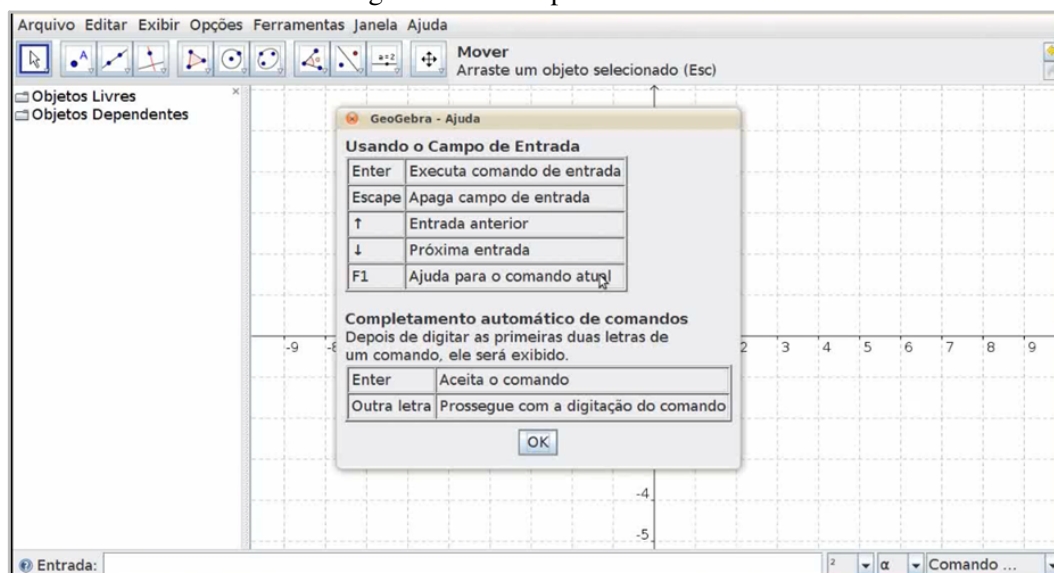 Arquivo Editar Exibir Opções Ferramentas Janela Ajuda
A
a=2
Mover
Arraste um objeto selecionado (Esc)
Objetos Livres
Objetos Dependentes
GeoGebra - Ajuda
Usando o Campo de Entrada
Enter Executa comando de entrada
Escape Apaga campo de entrada
↑ Entrada anterior
↓ Próxima entrada
F1 Ajuda para o comando atual
Completamento automático de comandos
Depois de digitar as primeiras duas letras de
um comando, ele será exibido.
Enter Aceita o comando
Outra letra Prossegue com a digitação do comando
OK
-9 2 3 4 5 6 7 8 9
-4
-5
Entrada: 2 α Comando ...